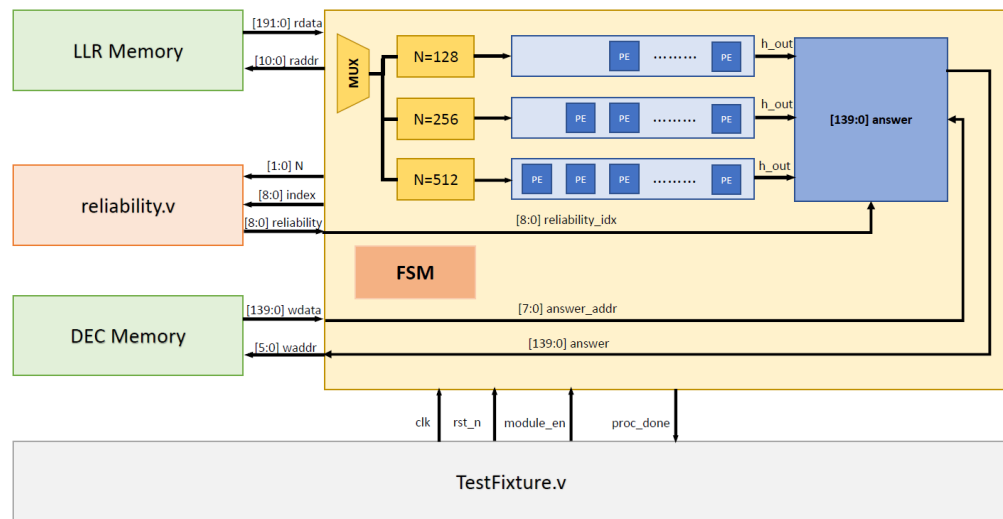 LLR Memory
[191:0] rdata
[10:0] raddr
MUX
N=128
PE
.........
PE
h_out
N=256
PE
PE
.........
PE
h_out
N=512
PE
PE
PE
.........
PE
h_out
[139:0] answer
reliability.v
[1:0] N
[8:0] index
[8:0] reliability
[8:0] reliability_idx
FSM
DEC Memory
[139:0] wdata
[5:0] waddr
[7:0] answer_addr
[139:0] answer
clk
rst_n
module_en
proc_done
TestFixture.v